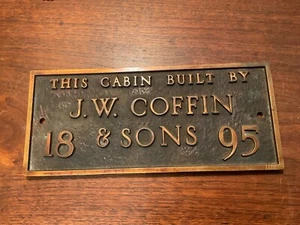 THIS CABIN BUILT BY
J.W. COFFIN
18 & SONS 95